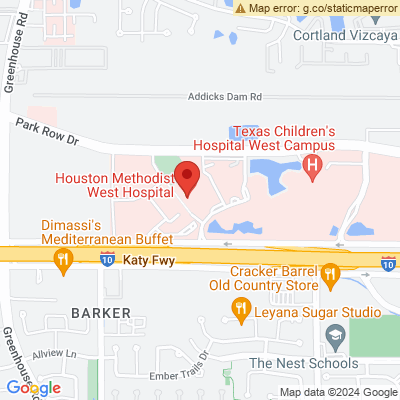 Map error: g.co/staticmaperror
Greenhouse Rd
Cortland Vizcaya
Addicks Dam Rd
Park Row Dr
Texas Children's
Hospital West Campus
H
Houston Methodist
West Hospital
Dimassi's
Mediterranean Buffet
10
Katy Fwy
10
Cracker Barrel
Old Country Store
BARKER
Leyana Sugar Studio
Allview Ln
Ember Trails Dr
The Nest Schools
Greenhouse
Google
Map data ©2024 Google